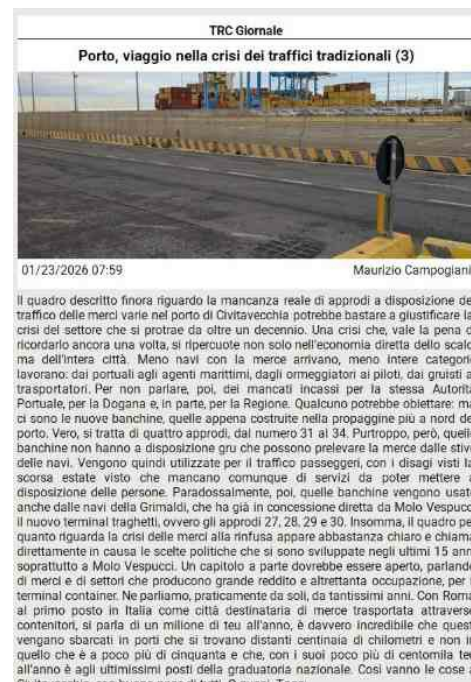 TRC Giornale
Porto, viaggio nella crisi dei traffici tradizionali (3)
01/23/2026 07:59
Maurizio Campogiani
Il quadro descritto finora riguardo la mancanza reale di approdi a disposizione del
traffico delle merci varie nel porto di Civitavecchia potrebbe bastare a giustificare la
crisi del settore che si protrae da oltre un decennio. Una crisi che, vale la pena di
ricordarlo ancora una volta, si ripercuote non solo nell'economia diretta dello scalo,
ma dell'intera città. Meno navi con la merce arrivano, meno intere categorie
lavorano: dai portuali agli agenti marittimi, dagli ormeggiatori ai piloti, dai gruisti ai
trasportatori. Per non parlare, poi, dei mancati incassi per la stessa Autorità
Portuale, per la Dogana e, in parte, per la Regione. Qualcuno potrebbe obiettare: ma
ci sono le nuove banchine, quelle appena costruite nella propaggine più a nord del
porto. Vero, si tratta di quattro approdi, dal numero 31 al 34. Purtroppo, però, quelle
banchine non hanno a disposizione gru che possono prelevare la merce dalle stive
delle navi. Vengono quindi utilizzate per il traffico passeggeri, con i disagi visti la
scorsa estate visto che mancano comunque di servizi da poter mettere a
disposizione delle persone. Paradossalmente, poi, quelle banchine vengono usate
anche dalle navi della Grimaldi, che ha già in concessione diretta da Molo Vespucci
il nuovo terminal traghetti, ovvero gli approdi 27, 28, 29 e 30. Insomma, il quadro per
quanto riguarda la crisi delle merci alla rinfusa appare abbastanza chiaro e chiama
direttamente in causa le scelte politiche che si sono sviluppate negli ultimi 15 anni
soprattutto a Molo Vespucci. Un capitolo a parte dovrebbe essere aperto, parlando
di merci e di settori che producono grande reddito e altrettanta occupazione, per il
terminal container. Ne parliamo, praticamente da soli, da tantissimi anni. Con Roma
al primo posto in Italia come città destinataria di merce trasportata attraverso
contenitori, si parla di un milione di teu all'anno, è davvero incredibile che questi
vengano sbarcati in porti che si trovano distanti centinaia di chilometri e non in
quello che è a poco più di cinquanta e che, con i suoi poco più di centomila teu
all'anno è agli ultimissimi posti della graduatoria nazionale. Così vanno le cose a